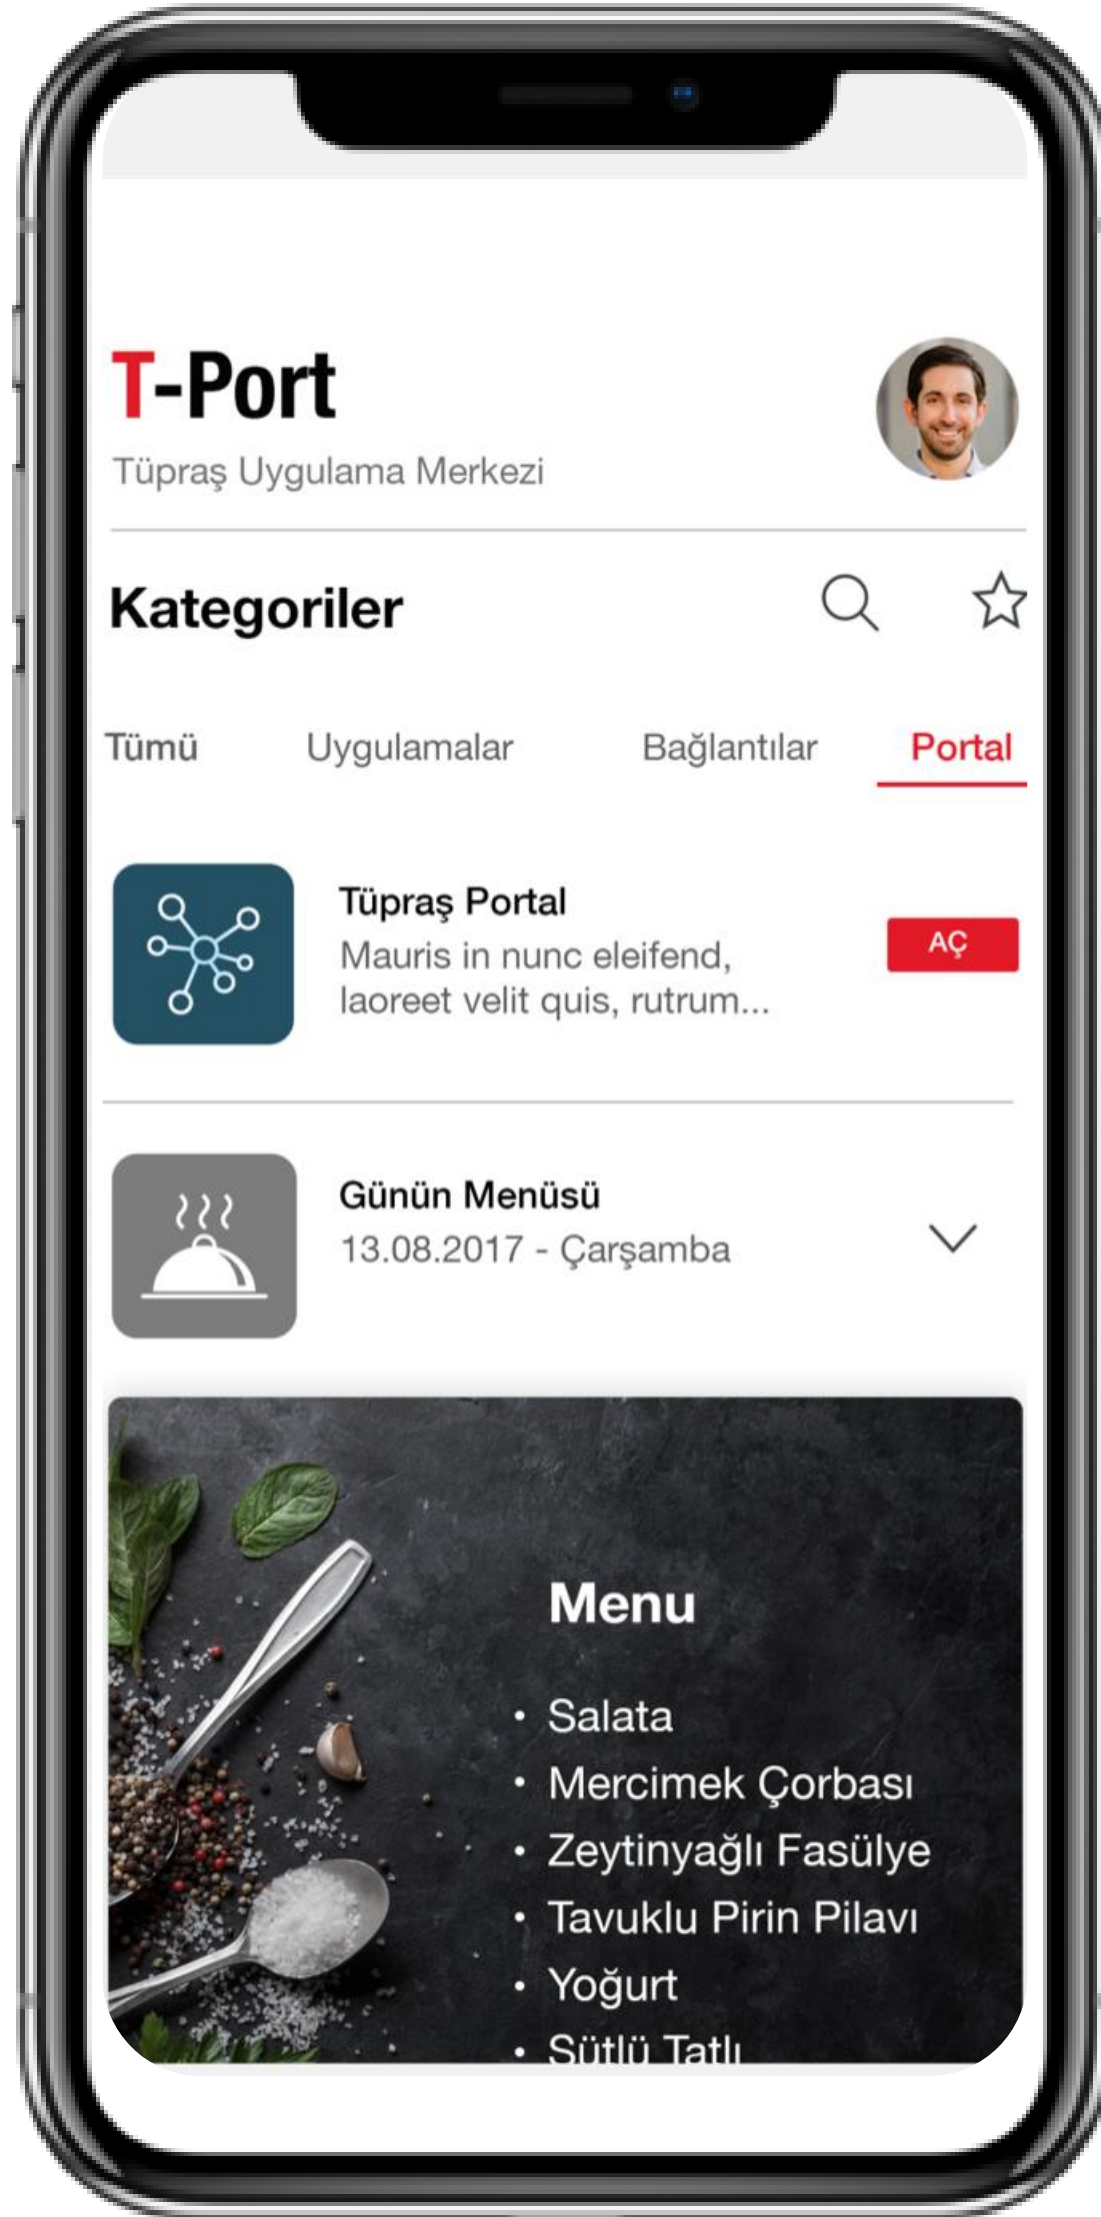 T-Port
Tüpraş Uygulama Merkezi
Kategoriler
Tümü Uygulamalar Bağlantılar Portal
Tüpraş Portal
Mauris in nunc eleifend,
laoreet velit quis, rutrum...
AÇ
Günün Menüsü
13.08.2017 - Çarşamba
Menu
• Salata
• Mercimek Çorbası
• Zeytinyağlı Fasülye
• Tavuklu Pirin Pilavı
• Yoğurt
• Sütlü Tatlı